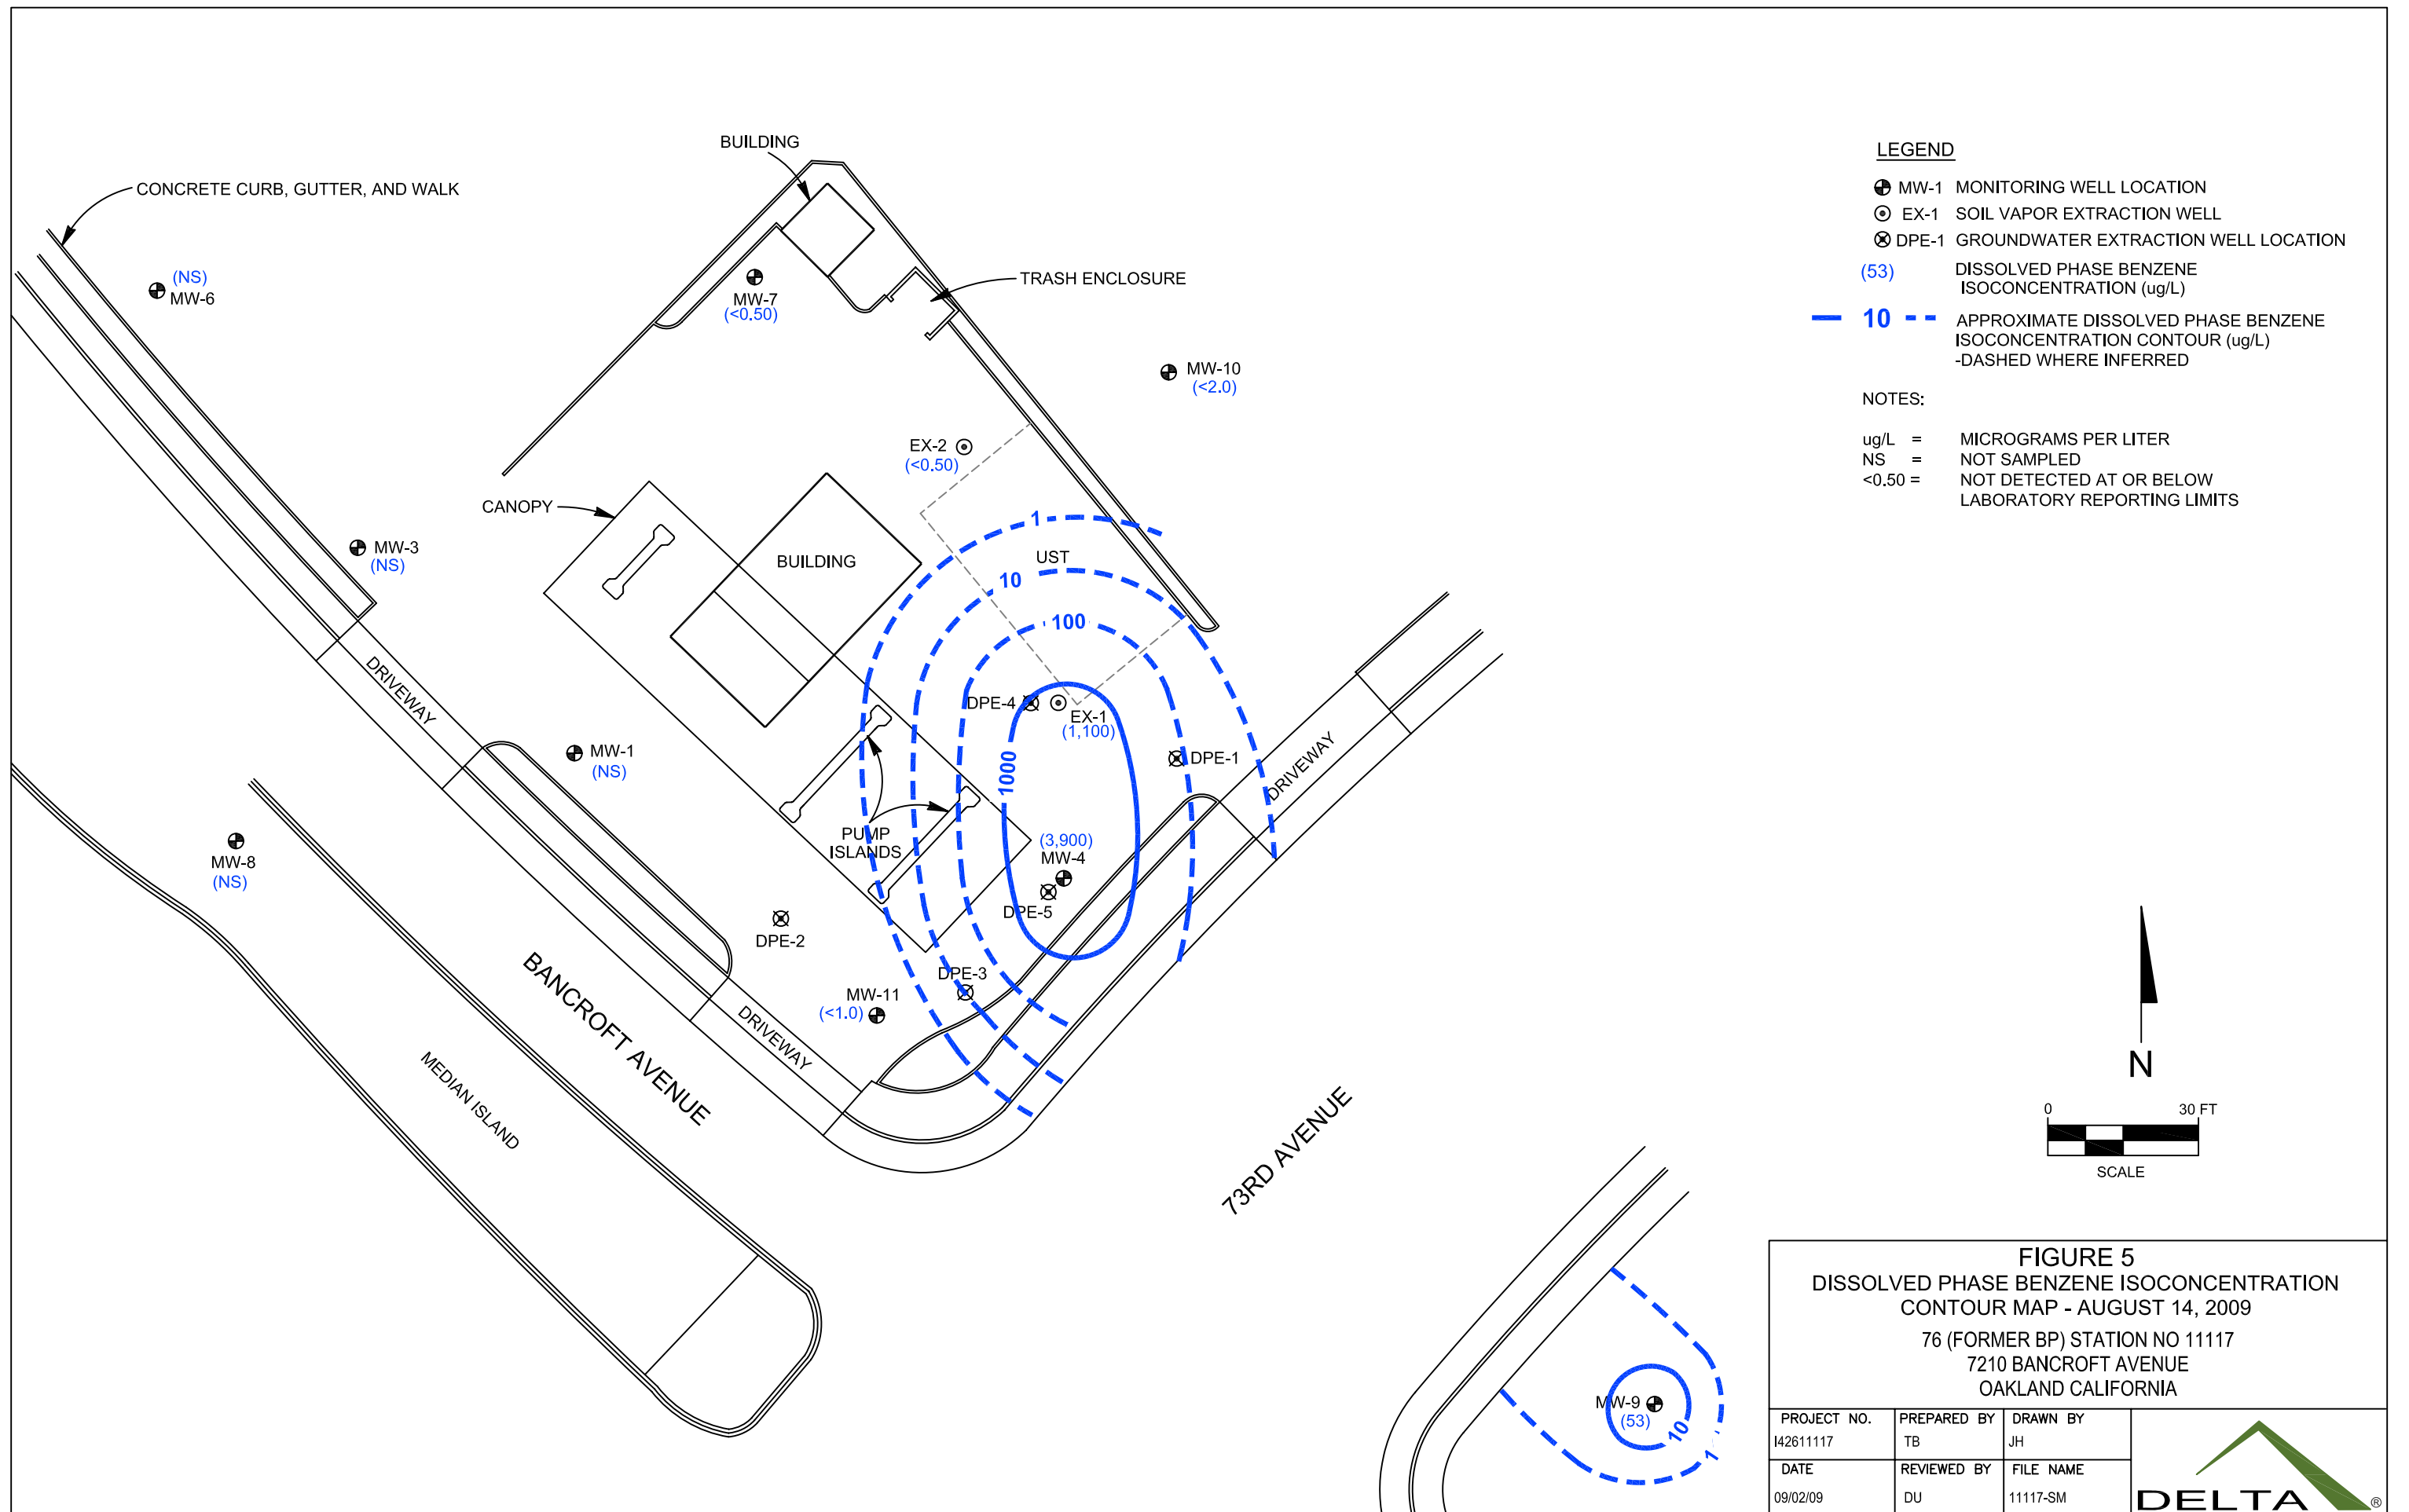 BUILDING
CONCRETE CURB, GUTTER, AND WALK
(NS)
MW-6
MW-7
(<0.50)
TRASH ENCLOSURE
MW-10
(<2.0)
EX-2
(<0.50)
CANOPY
MW-3
(NS)
BUILDING
1
UST
10
100
DRIVEWAY
DPE-4
EX-1
(1,100)
1000
DPE-1
DRIVEWAY
MW-1
(NS)
PUMP
ISLANDS
(3,900)
MW-4
DPE-5
MW-8
(NS)
DPE-2
DPE-3
MW-11
(<1.0)
DRIVEWAY
BANCROFT AVENUE
MEDIAN ISLAND
73RD AVENUE
MW-9
(53)
10
1
LEGEND
MW-1 MONITORING WELL LOCATION
EX-1 SOIL VAPOR EXTRACTION WELL
DPE-1 GROUNDWATER EXTRACTION WELL LOCATION
(53) DISSOLVED PHASE BENZENE
ISOCONCENTRATION (ug/L)
10 APPROXIMATE DISSOLVED PHASE BENZENE
ISOCONCENTRATION CONTOUR (ug/L)
-DASHED WHERE INFERRED
NOTES:
ug/L = MICROGRAMS PER LITER
NS = NOT SAMPLED
<0.50 = NOT DETECTED AT OR BELOW
LABORATORY REPORTING LIMITS
N
0 30 FT
SCALE
FIGURE 5
DISSOLVED PHASE BENZENE ISOCONCENTRATION
CONTOUR MAP - AUGUST 14, 2009
76 (FORMER BP) STATION NO 11117
7210 BANCROFT AVENUE
OAKLAND CALIFORNIA
PROJECT NO. PREPARED BY DRAWN BY
I42611117 TB JH
DATE REVIEWED BY FILE NAME
09/02/09 DU 11117-SM
DELTA ®